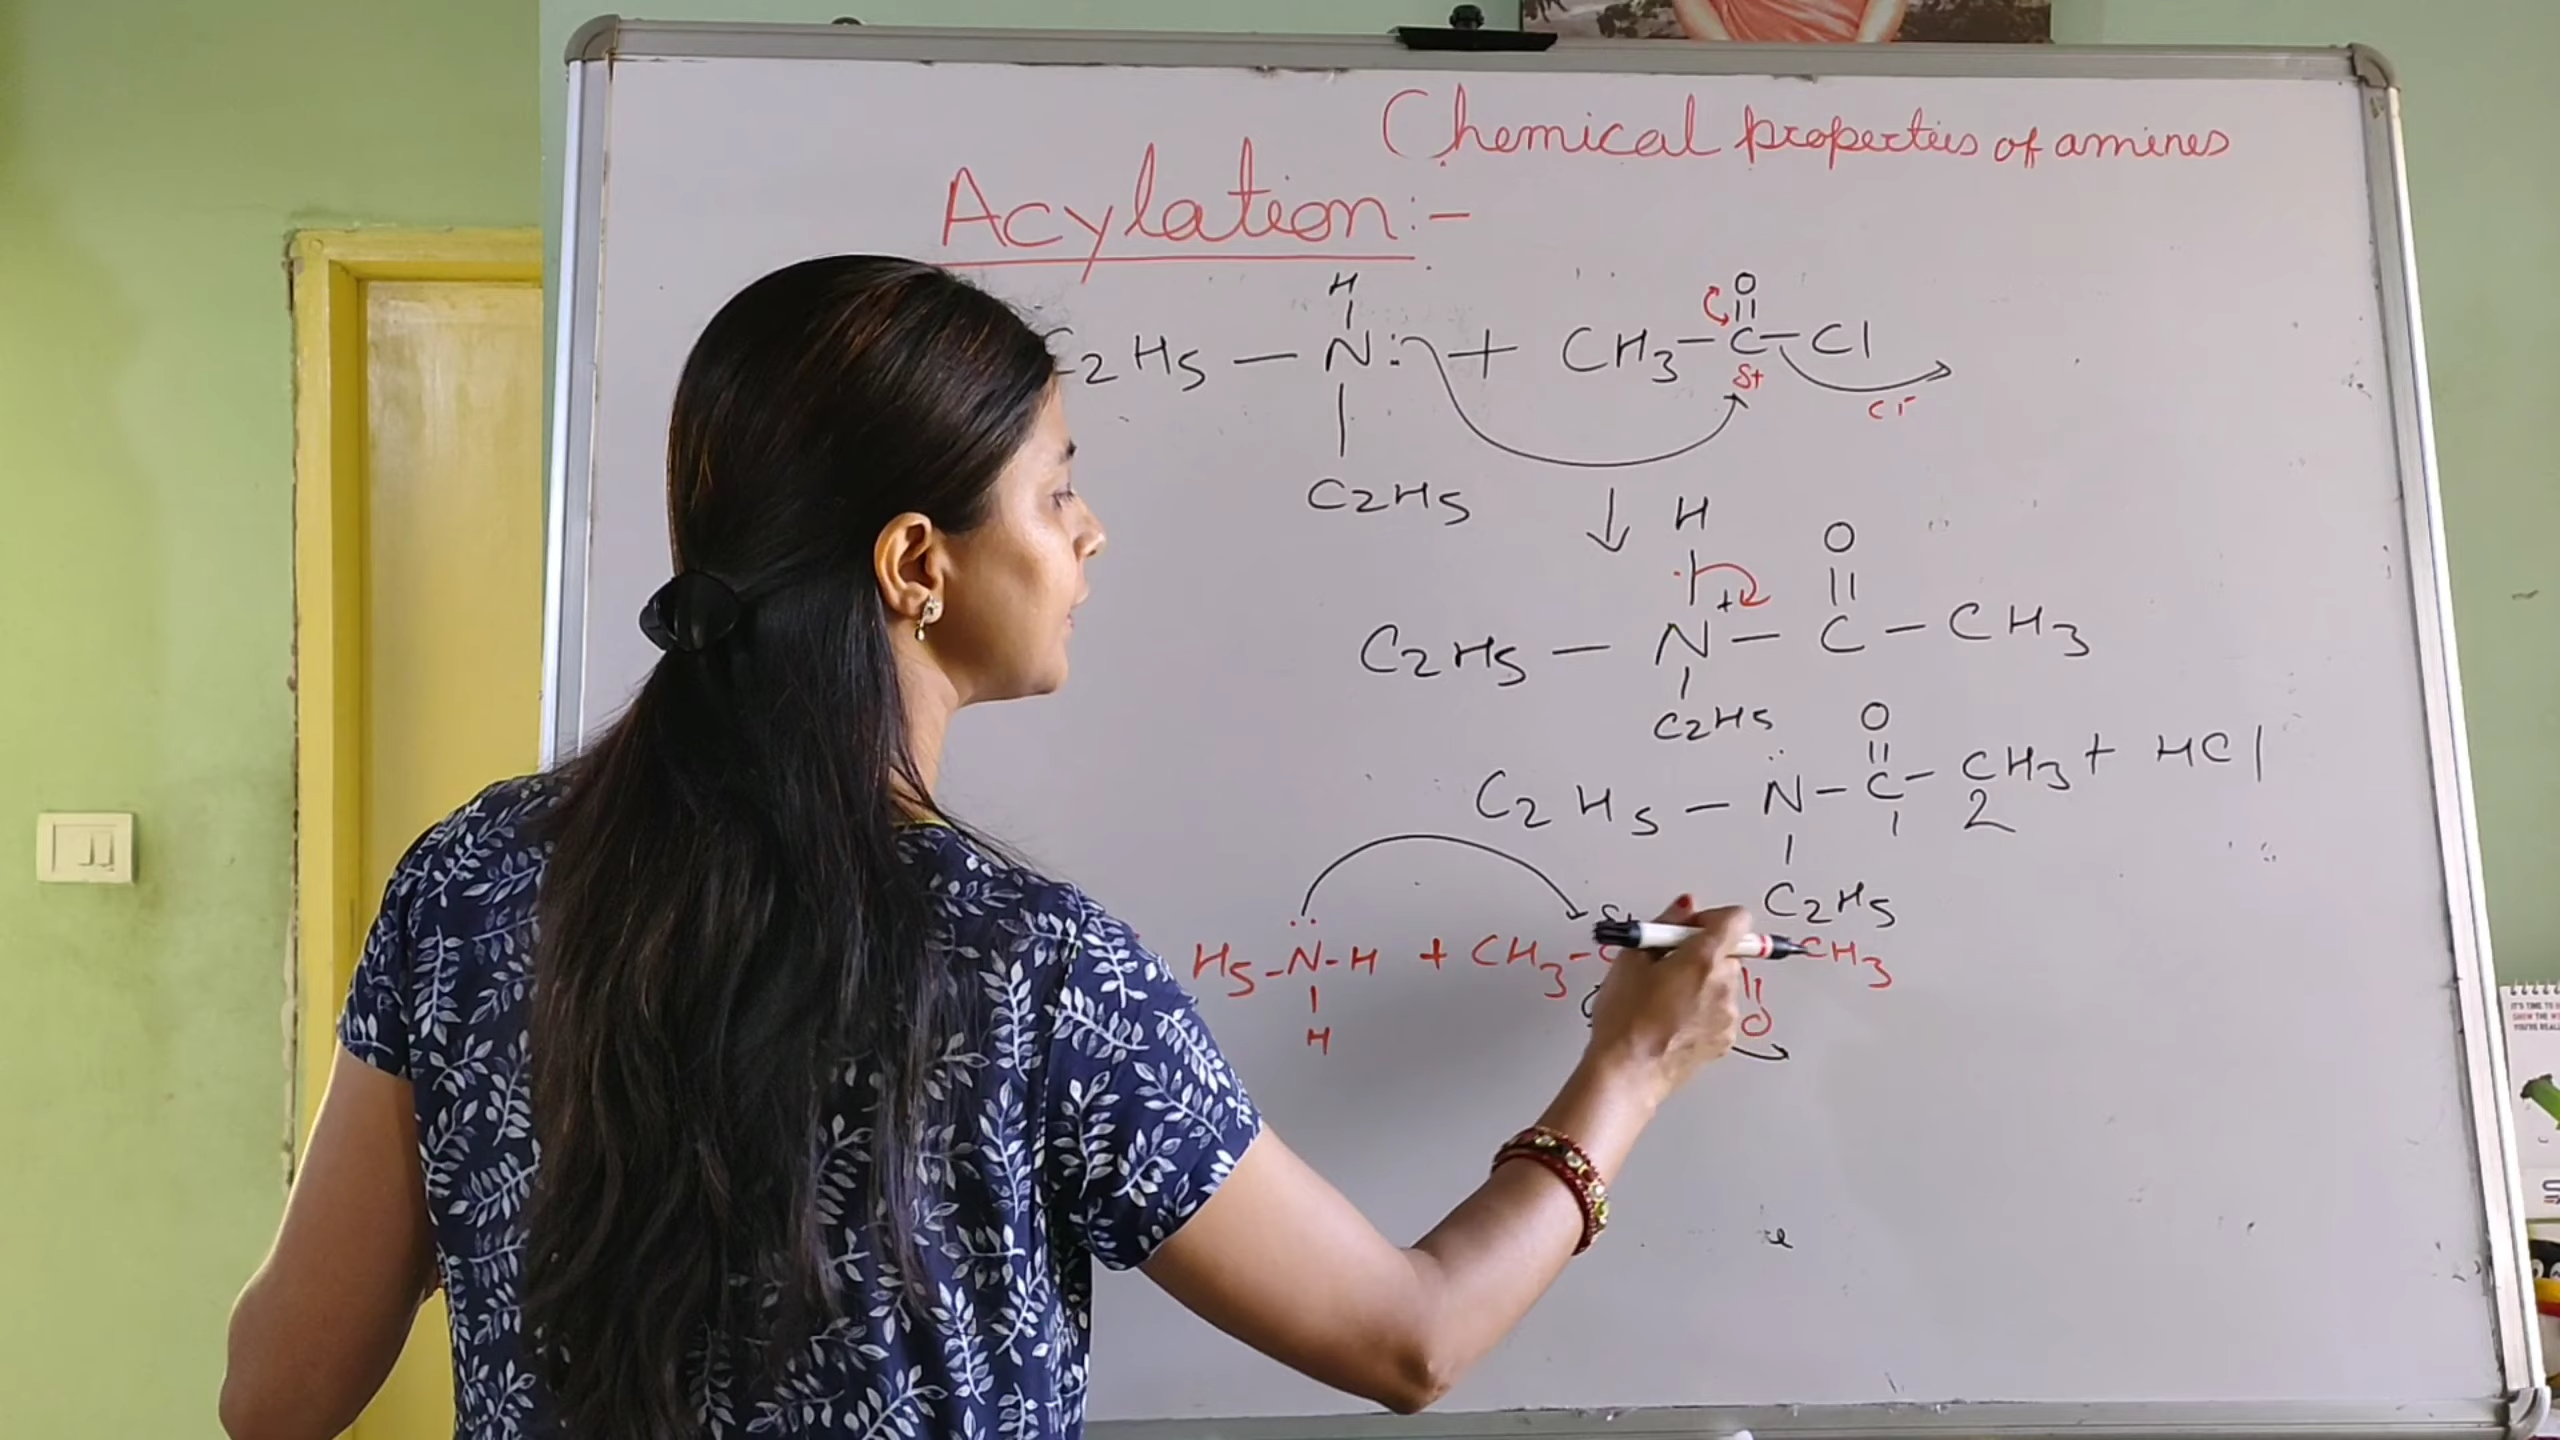 Chemical properties of amines
Acylation:-
H O
C2H5 — N: + CH3 — C — Cl
δ+
Cl-
C2H5
↓ H O
+
C2H5 — N — C — CH3
C2H5 O
C2H5 — N — C — CH3 + HCl
2
C2H5
H5 - N - H + CH3 - CH3
H O